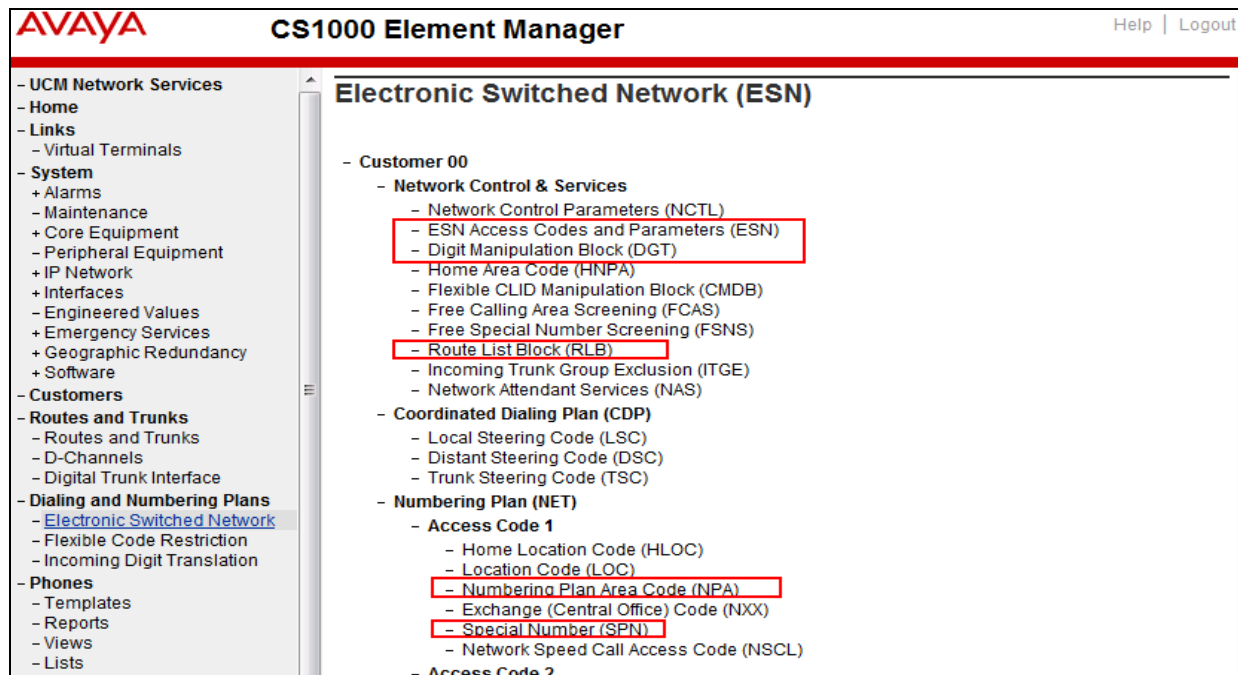 AVAYA
CS1000 Element Manager
Help | Logout
- UCM Network Services
- Home
- Links
- Virtual Terminals
- System
+ Alarms
- Maintenance
+ Core Equipment
- Peripheral Equipment
+ IP Network
+ Interfaces
- Engineered Values
+ Emergency Services
+ Geographic Redundancy
+ Software
- Customers
- Routes and Trunks
- Routes and Trunks
- D-Channels
- Digital Trunk Interface
- Dialing and Numbering Plans
- Electronic Switched Network
- Flexible Code Restriction
- Incoming Digit Translation
- Phones
- Templates
- Reports
- Views
- Lists
Electronic Switched Network (ESN)
- Customer 00
- Network Control & Services
- Network Control Parameters (NCTL)
- ESN Access Codes and Parameters (ESN)
- Digit Manipulation Block (DGT)
- Home Area Code (HNPA)
- Flexible CLID Manipulation Block (CMDB)
- Free Calling Area Screening (FCAS)
- Free Special Number Screening (FSNS)
- Route List Block (RLB)
- Incoming Trunk Group Exclusion (ITGE)
- Network Attendant Services (NAS)
- Coordinated Dialing Plan (CDP)
- Local Steering Code (LSC)
- Distant Steering Code (DSC)
- Trunk Steering Code (TSC)
- Numbering Plan (NET)
- Access Code 1
- Home Location Code (HLOC)
- Location Code (LOC)
- Numbering Plan Area Code (NPA)
- Exchange (Central Office) Code (NXX)
- Special Number (SPN)
- Network Speed Call Access Code (NSCL)
- Access Code 2